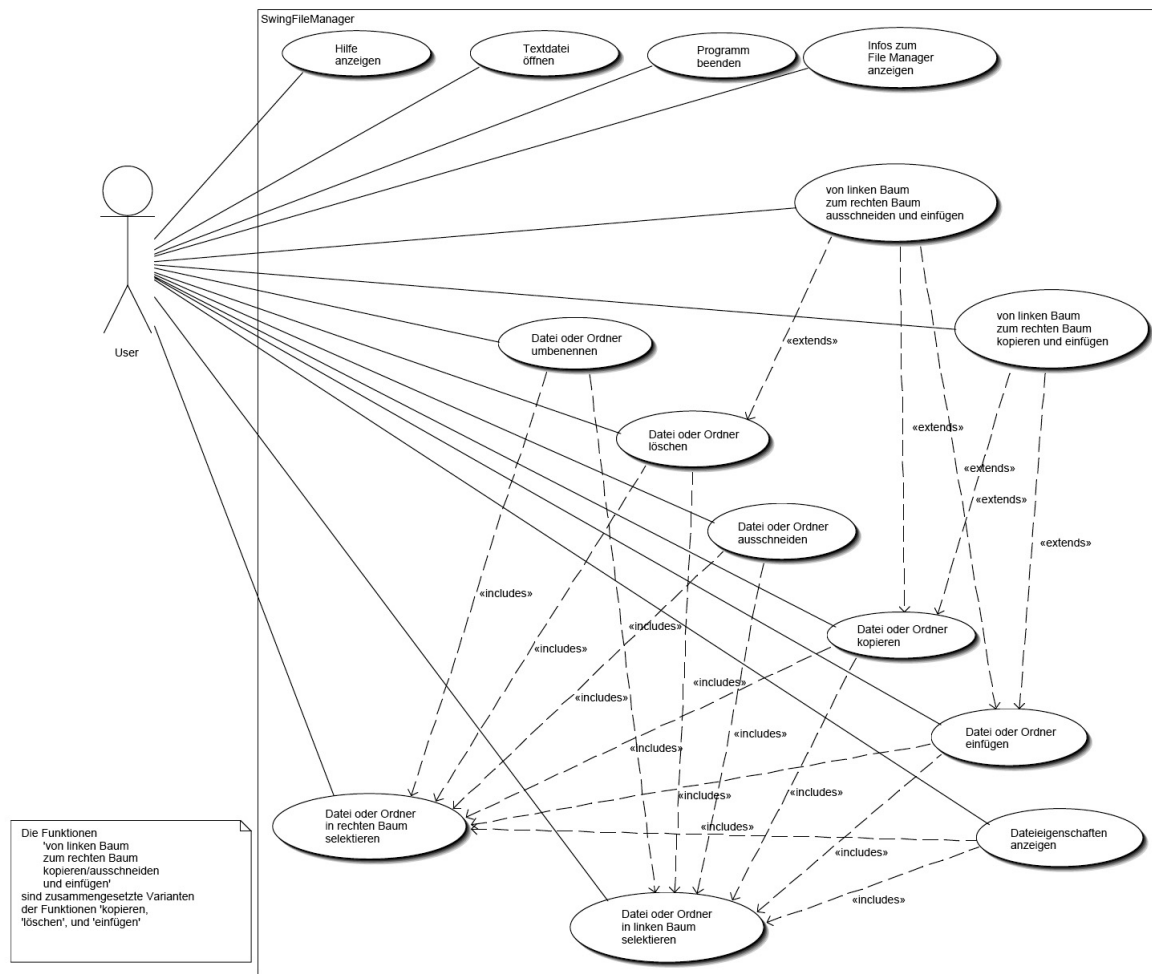 SwingFileManager
Hilfe
anzeigen
Textdatei
öffnen
Programm
beenden
Infos zum
File Manager
anzeigen
von linken Baum
zum rechten Baum
ausschneiden und einfügen
von linken Baum
zum rechten Baum
kopieren und einfügen
User
Datei oder Ordner
umbenennen
«extends»
Datei oder Ordner
löschen
«extends»
«extends»
«extends»
Datei oder Ordner
ausschneiden
«extends»
«includes»
«includes»
Datei oder Ordner
kopieren
«includes»
«includes»
«includes»
Datei oder Ordner
einfügen
«includes»
«includes»
«includes»
«includes»
Datei oder Ordner
in rechten Baum
selektieren
«includes»
Dateieigenschaften
anzeigen
«includes»
«includes»
Datei oder Ordner
in linken Baum
selektieren
Die Funktionen
'von linken Baum
zum rechten Baum
kopieren/ausschneiden
und einfügen'
sind zusammengesetzte Varianten
der Funktionen 'kopieren,
'löschen', und 'einfügen'